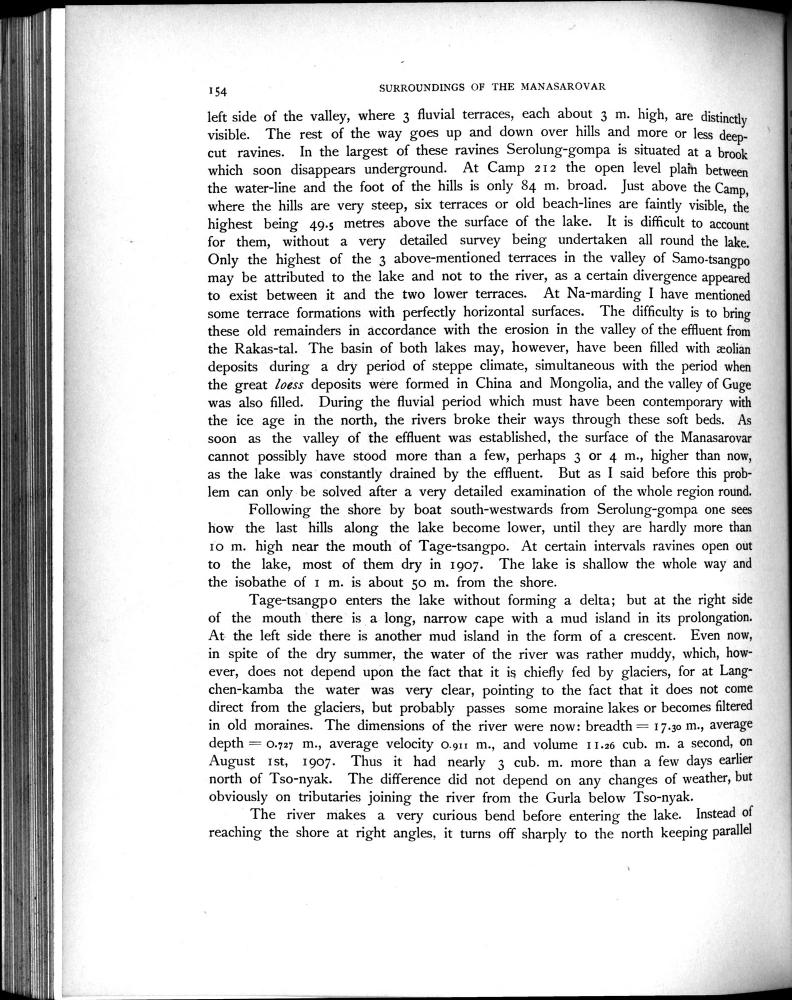 154
SURROUNDINGS OF THE MANASAROVAR
left side of the valley, where 3 fluvial terraces, each about 3 m. high, are distinctly
visible. The rest of the way goes up and down over hills and more or less deep-
cut ravines. In the largest of these ravines Serolung-gompa is situated at a brook
which soon disappears underground. At Camp 212 the open level plain between
the water-line and the foot of the hills is only 84 m. broad. Just above the Camp,
where the hills are very steep, six terraces or old beach-lines are faintly visible, the
highest being 49.5 metres above the surface of the lake. It is difficult to account
for them, without a very detailed survey being undertaken all round the lake.
Only the highest of the 3 above-mentioned terraces in the valley of Samo-tsangpo
may be attributed to the lake and not to the river, as a certain divergence appeared
to exist between it and the two lower terraces. At Na-marding I have mentioned
some terrace formations with perfectly horizontal surfaces. The difficulty is to bring
these old remainders in accordance with the erosion in the valley of the effluent from
the Rakas-tal. The basin of both lakes may, however, have been filled with æolian
deposits during a dry period of steppe climate, simultaneous with the period when
the great loess deposits were formed in China and Mongolia, and the valley of Guge
was also filled. During the fluvial period which must have been contemporary with
the ice age in the north, the rivers broke their ways through these soft beds. As
soon as the valley of the effluent was established, the surface of the Manasarovar
cannot possibly have stood more than a few, perhaps 3 or 4 m., higher than now,
as the lake was constantly drained by the effluent. But as I said before this prob-
lem can only be solved after a very detailed examination of the whole region round.
Following the shore by boat south-westwards from Serolung-gompa one sees
how the last hills along the lake become lower, until they are hardly more than
10 m. high near the mouth of Tage-tsangpo. At certain intervals ravines open out
to the lake, most of them dry in 1907. The lake is shallow the whole way and
the isobathe of 1 m. is about 50 m. from the shore.
Tage-tsangpo enters the lake without forming a delta; but at the right side
of the mouth there is a long, narrow cape with a mud island in its prolongation.
At the left side there is another mud island in the form of a crescent. Even now,
in spite of the dry summer, the water of the river was rather muddy, which, how-
ever, does not depend upon the fact that it is chiefly fed by glaciers, for at Lang-
chen-kamba the water was very clear, pointing to the fact that it does not come
direct from the glaciers, but probably passes some moraine lakes or becomes filtered
in old moraines. The dimensions of the river were now: breadth = 17.30 m., average
depth = 0.727 m., average velocity 0.911 m., and volume 11.26 cub. m. a second, on
August 1st, 1907. Thus it had nearly 3 cub. m. more than a few days earlier
north of Tso-nyak. The difference did not depend on any changes of weather, but
obviously on tributaries joining the river from the Gurla below Tso-nyak.
The river makes a very curious bend before entering the lake. Instead of
reaching the shore at right angles, it turns off sharply to the north keeping parallel